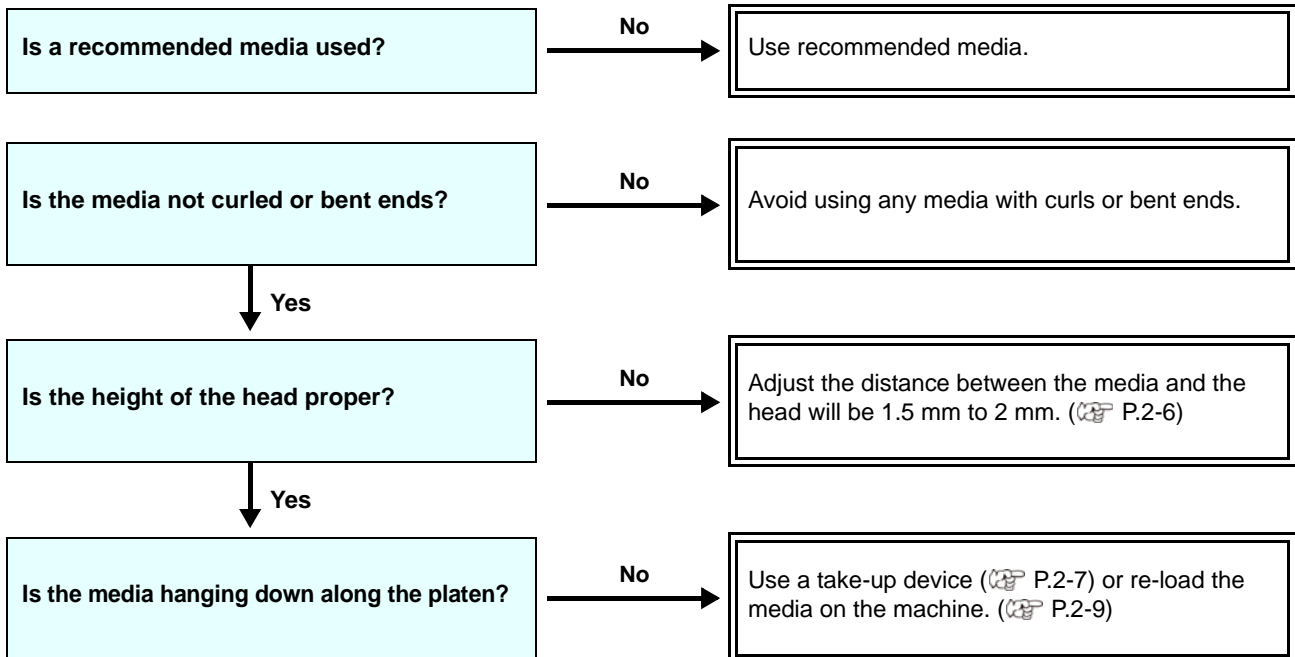 Is a recommended media used?
No
Use recommended media.
Is the media not curled or bent ends?
No
Avoid using any media with curls or bent ends.
Yes
Is the height of the head proper?
No
Adjust the distance between the media and the
head will be 1.5 mm to 2 mm. ( P.2-6)
Yes
Is the media hanging down along the platen?
No
Use a take-up device ( P.2-7) or re-load the
media on the machine. ( P.2-9)